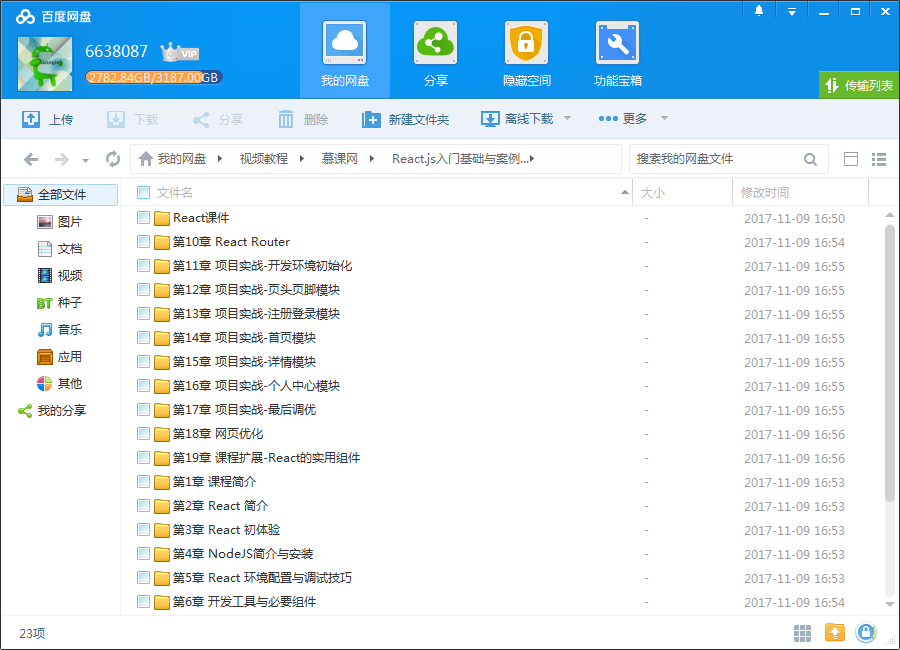 百度网盘
6638087 VIP
2782.84GB/3187.00GB
我的网盘 分享 隐藏空间 功能宝箱
传输列表
上传 下载 分享 删除 新建文件夹 离线下载 更多
我的网盘 视频教程 慕课网 React.js入门基础与案例... 搜索我的网盘文件
全部文件
图片
文档
视频
BT 种子
音乐
应用
其他
我的分享
文件名 大小 修改时间
React课件 - 2017-11-09 16:50
第10章 React Router - 2017-11-09 16:54
第11章 项目实战-开发环境初始化 - 2017-11-09 16:55
第12章 项目实战-页头页脚模块 - 2017-11-09 16:55
第13章 项目实战-注册登录模块 - 2017-11-09 16:55
第14章 项目实战-首页模块 - 2017-11-09 16:55
第15章 项目实战-详情模块 - 2017-11-09 16:55
第16章 项目实战-个人中心模块 - 2017-11-09 16:55
第17章 项目实战-最后调优 - 2017-11-09 16:55
第18章 网页优化 - 2017-11-09 16:56
第19章 课程扩展-React的实用组件 - 2017-11-09 16:56
第1章 课程简介 - 2017-11-09 16:53
第2章 React 简介 - 2017-11-09 16:53
第3章 React 初体验 - 2017-11-09 16:53
第4章 NodeJS简介与安装 - 2017-11-09 16:53
第5章 React 环境配置与调试技巧 - 2017-11-09 16:53
第6章 开发工具与必要组件 - 2017-11-09 16:54
23项